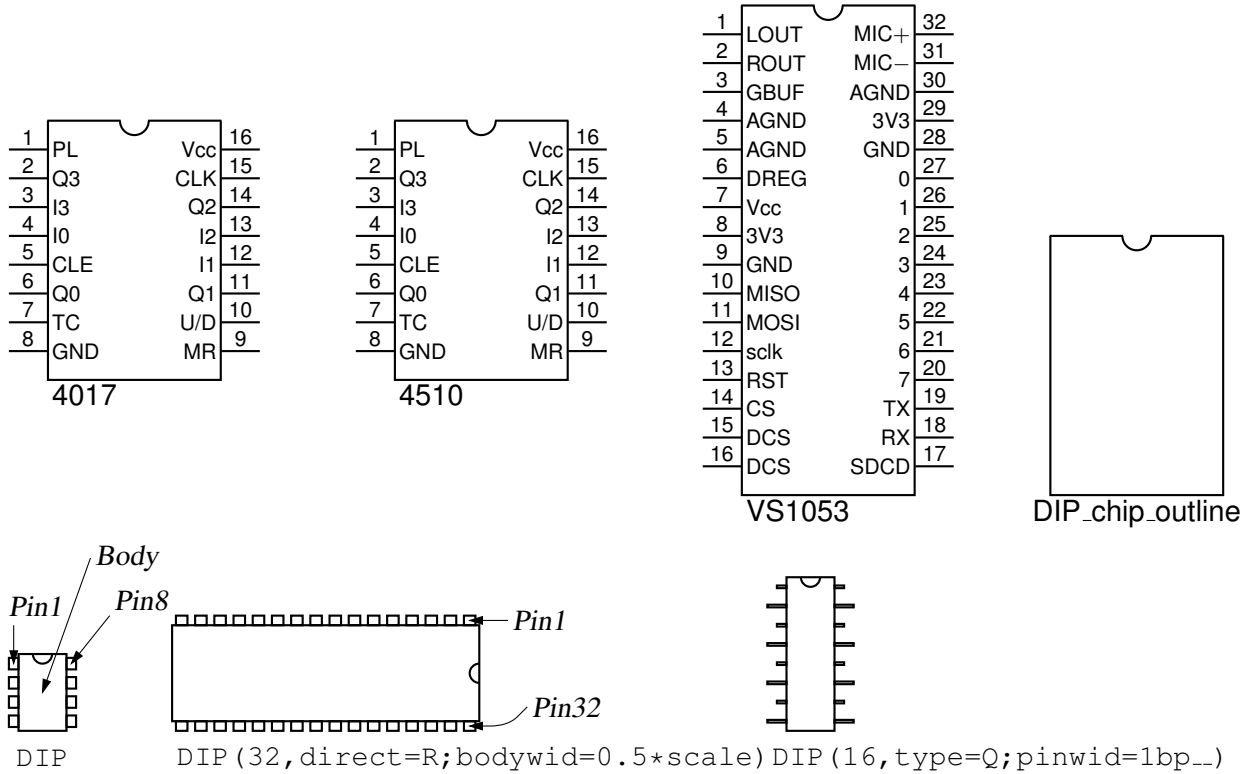 1 LOUT MIC+ 32
2 ROUT MIC− 31
3 GBUF AGND 30
4 AGND 3V3 29
5 AGND GND 28
6 DREG 0 27
7 Vcc 1 26
8 3V3 2 25
9 GND 3 24
10 MISO 4 23
11 MOSI 5 22
12 sclk 6 21
13 RST 7 20
14 CS TX 19
15 DCS RX 18
16 DCS SDCD 17
VS1053
1 PL Vcc 16
2 Q3 CLK 15
3 I3 Q2 14
4 I0 I2 13
5 CLE I1 12
6 Q0 Q1 11
7 TC U/D 10
8 GND MR 9
4017
1 PL Vcc 16
2 Q3 CLK 15
3 I3 Q2 14
4 I0 I2 13
5 CLE I1 12
6 Q0 Q1 11
7 TC U/D 10
8 GND MR 9
4510
DIP_chip_outline
Body
Pin1 Pin8
Pin1
Pin32
DIP
DIP(32,direct=R;bodywid=0.5*scale)
DIP(16,type=Q;pinwid=1bp__)